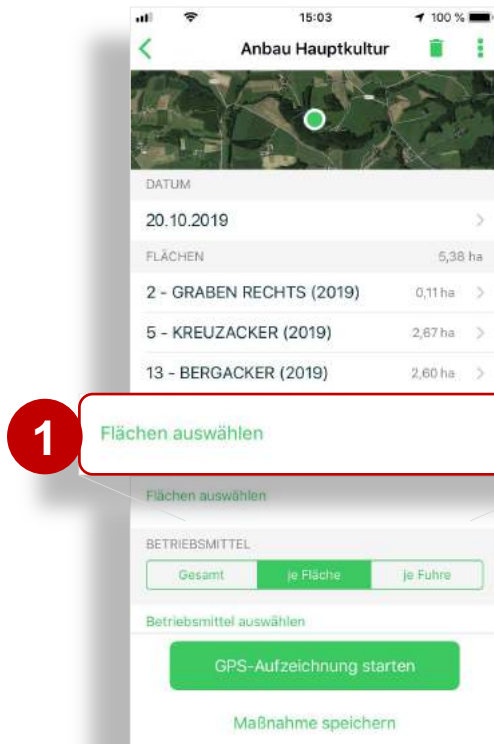 15:03
100 %
Anbau Hauptkultur
DATUM
20.10.2019
FLÄCHEN 5,38 ha
2 - GRABEN RECHTS (2019) 0,11 ha
5 - KREUZACKER (2019) 2,67 ha
13 - BERGACKER (2019) 2,60 ha
1
Flächen auswählen
Flächen auswählen
BETRIEBSMITTEL
Gesamt je Fläche je Fuhre
Betriebsmittel auswählen
GPS-Aufzeichnung starten
Maßnahme speichern